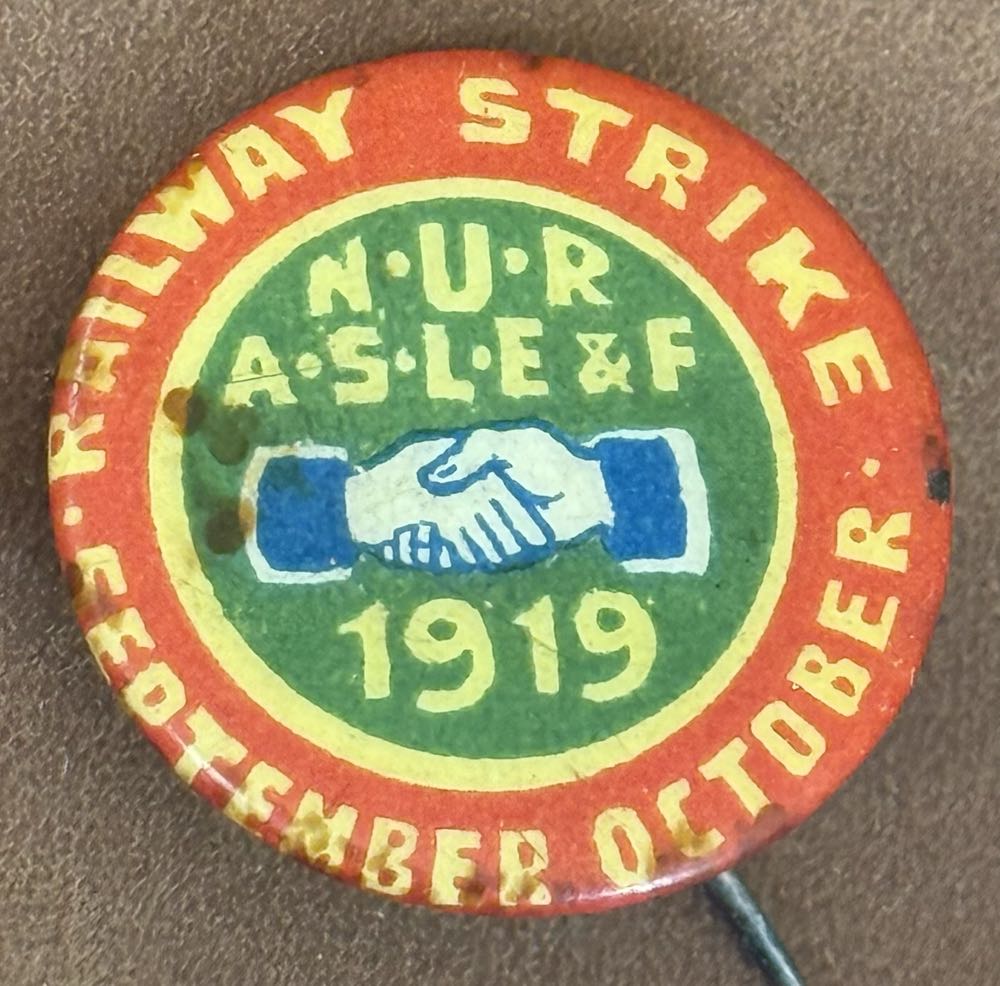 RAILWAY STRIKE
N·U·R
A·S·L·E & F
1919
· SEPTEMBER OCTOBER ·